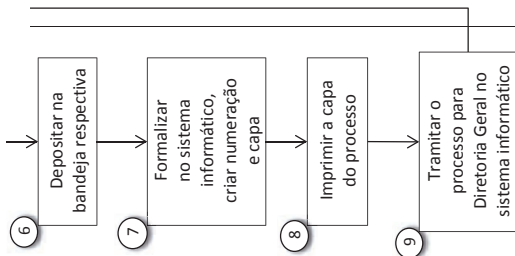 6
Depositar na
bandeja respectiva
7
Formalizar
no sistema
informático,
criar numeração
e capa
8
Imprimir a capa
do processo
9
Tramitar o
processo para
Diretoria Geral no
sistema informático